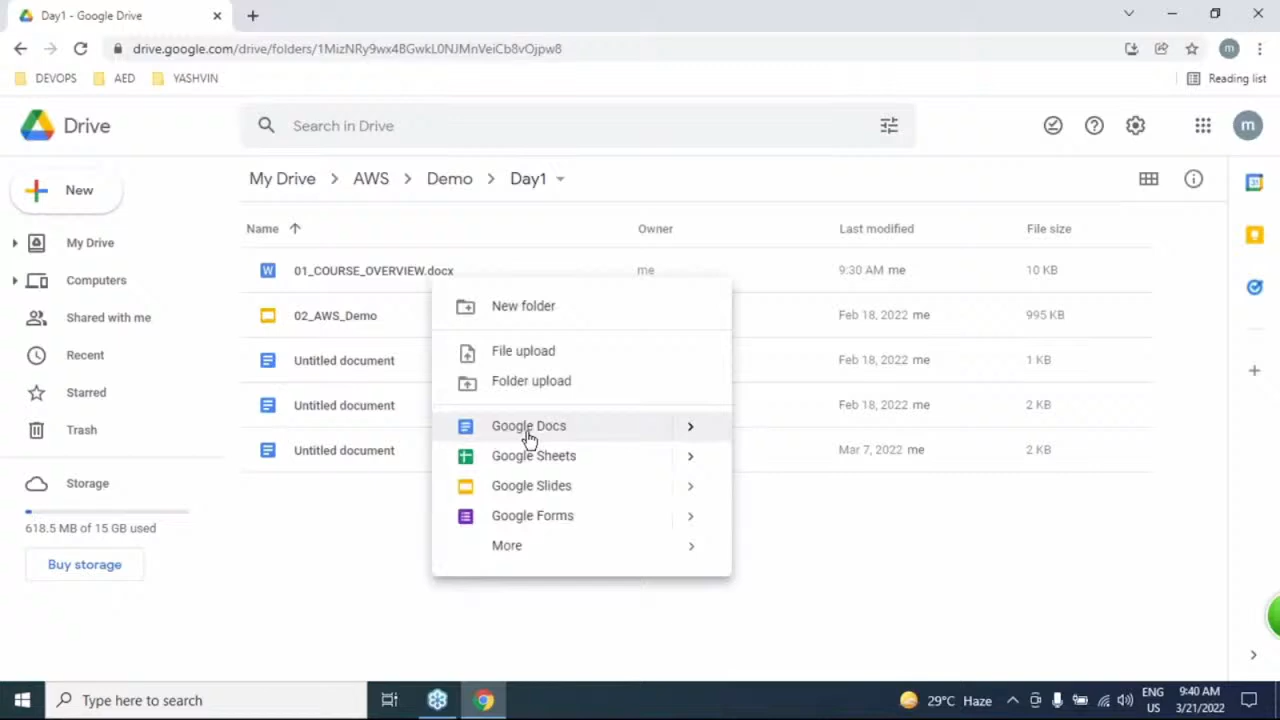 Day1 - Google Drive
drive.google.com/drive/folders/1MizNRy9wx4BGwkL0NJMnVeiCb8vOjpw8
m
DEVOPS AED YASHVIN Reading list
Drive
Search in Drive
m
New
My Drive
Computers
Shared with me
Recent
Starred
Trash
Storage
618.5 MB of 15 GB used
Buy storage
My Drive > AWS > Demo > Day1
Name Owner Last modified File size
01_COURSE_OVERVIEW.docx me 9:30 AM me 10 KB
02_AWS_Demo Feb 18, 2022 me 995 KB
Untitled document Feb 18, 2022 me 1 KB
Untitled document Feb 18, 2022 me 2 KB
Untitled document Mar 7, 2022 me 2 KB
New folder
File upload
Folder upload
Google Docs
Google Sheets
Google Slides
Google Forms
More
31
Type here to search
29°C Haze
ENG
US
9:40 AM
3/21/2022